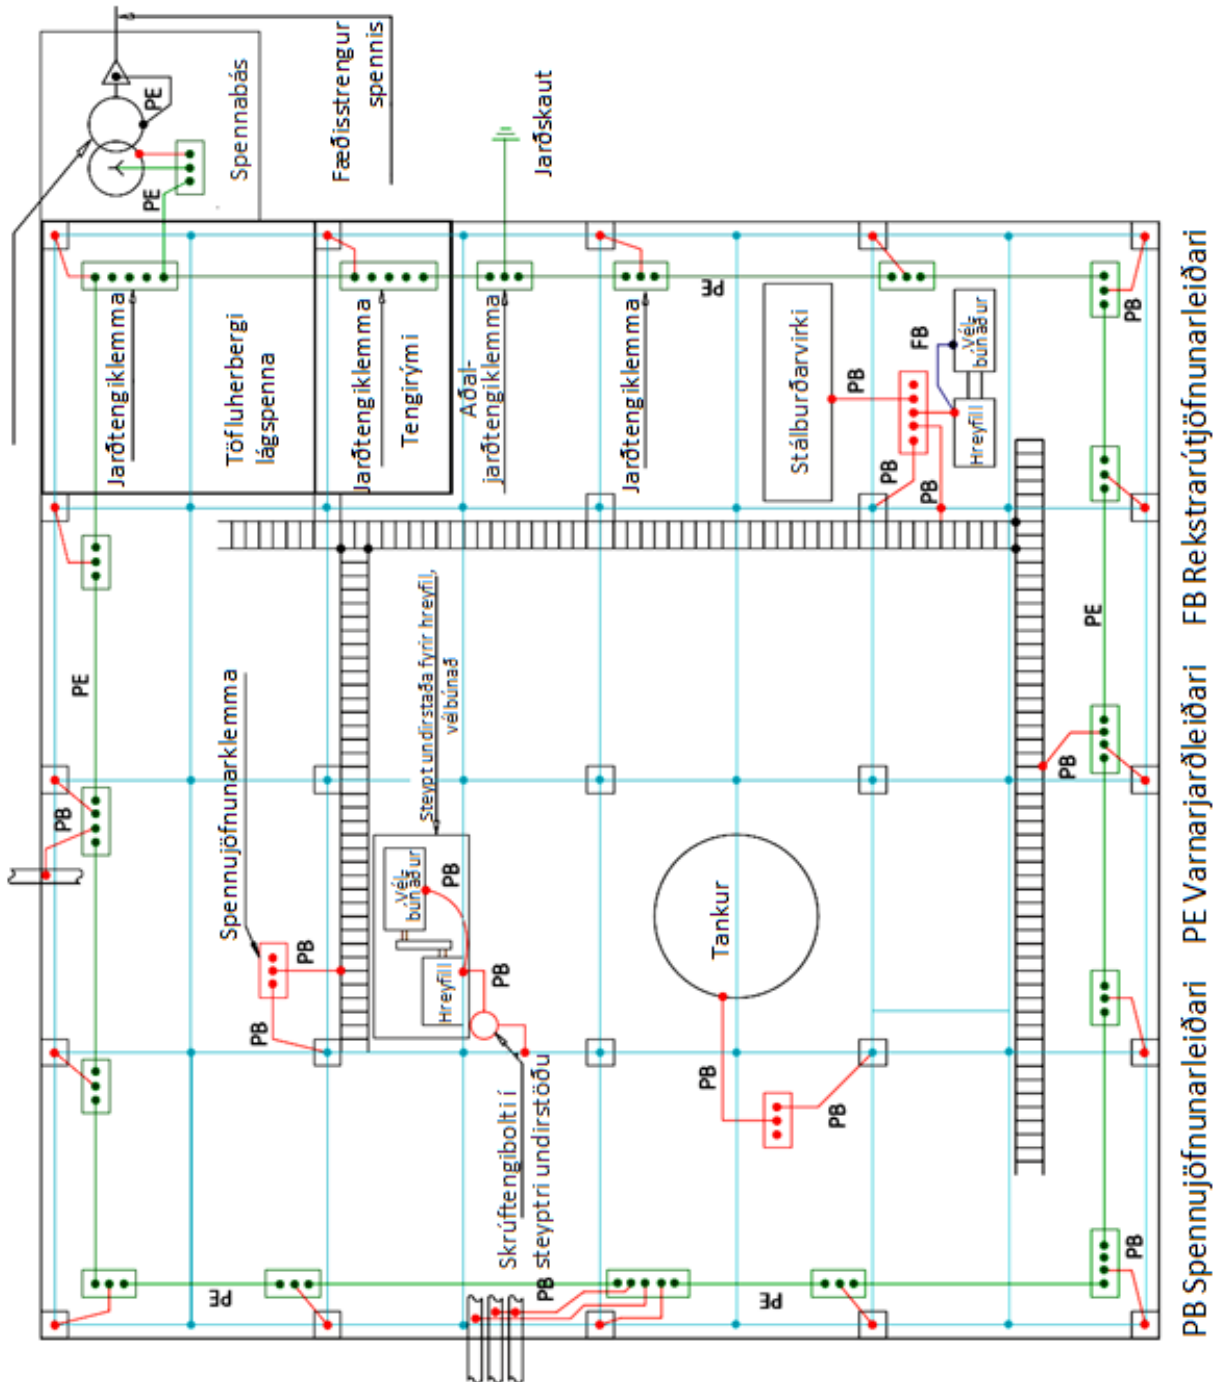 Fæðisstrengur
spennis
PE
Spennabás
PE
Jarðskaut
Jarðtengiklemma
Töfluherbergi
lágspenna
Jarðtengiklemma
Tengirými
Aðal-
jarðtengiklemma
Jarðtengiklemma
PE
Stálburðarvirki
PB
FB
Vél-
búnaður
Hreyfill
PB
PB
PB
PE
PB
Spennujöfnunarklemma
PB
PB
Steypt undirstaða fyrir hreyfil,
vélbúnað
Vél-
búnaður
PB
Hreyfill
PB
Skrúftengibolti í
steyptri undirstöðu
Tankur
PB
PB
PB
PE
PE
PB
PE
PB
PB Spennujöfnunarleiðari PE Varnarjarðleiðari FB Rekstrarútjöfnunarleiðari